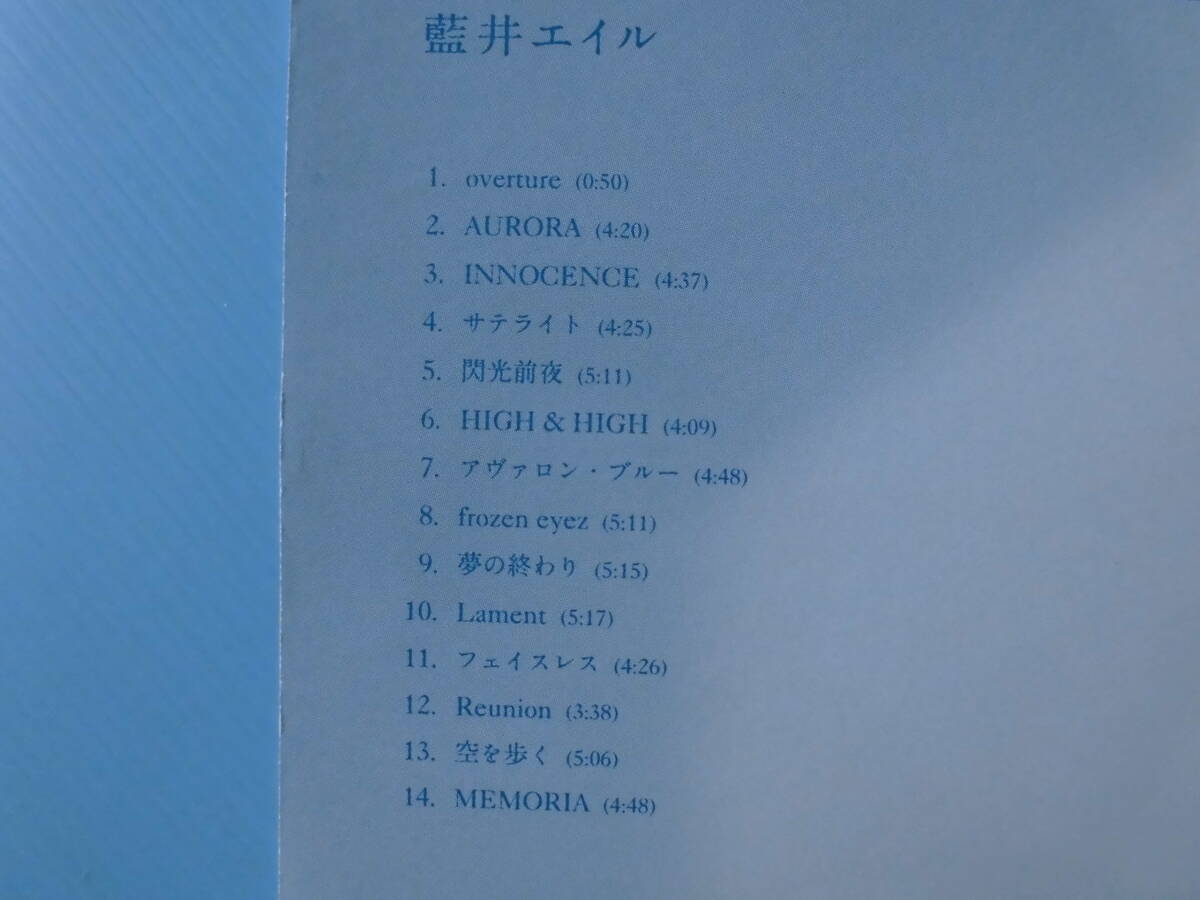 藍井エイル
1. overture (0:50)
2. AURORA (4:20)
3. INNOCENCE (4:37)
4. サテライト (4:25)
5. 閃光前夜 (5:11)
6. HIGH & HIGH (4:09)
7. アヴァロン・ブルー (4:48)
8. frozen eyez (5:11)
9. 夢の終わり (5:15)
10. Lament (5:17)
11. フェイスレス (4:26)
12. Reunion (3:38)
13. 空を歩く (5:06)
14. MEMORIA (4:48)